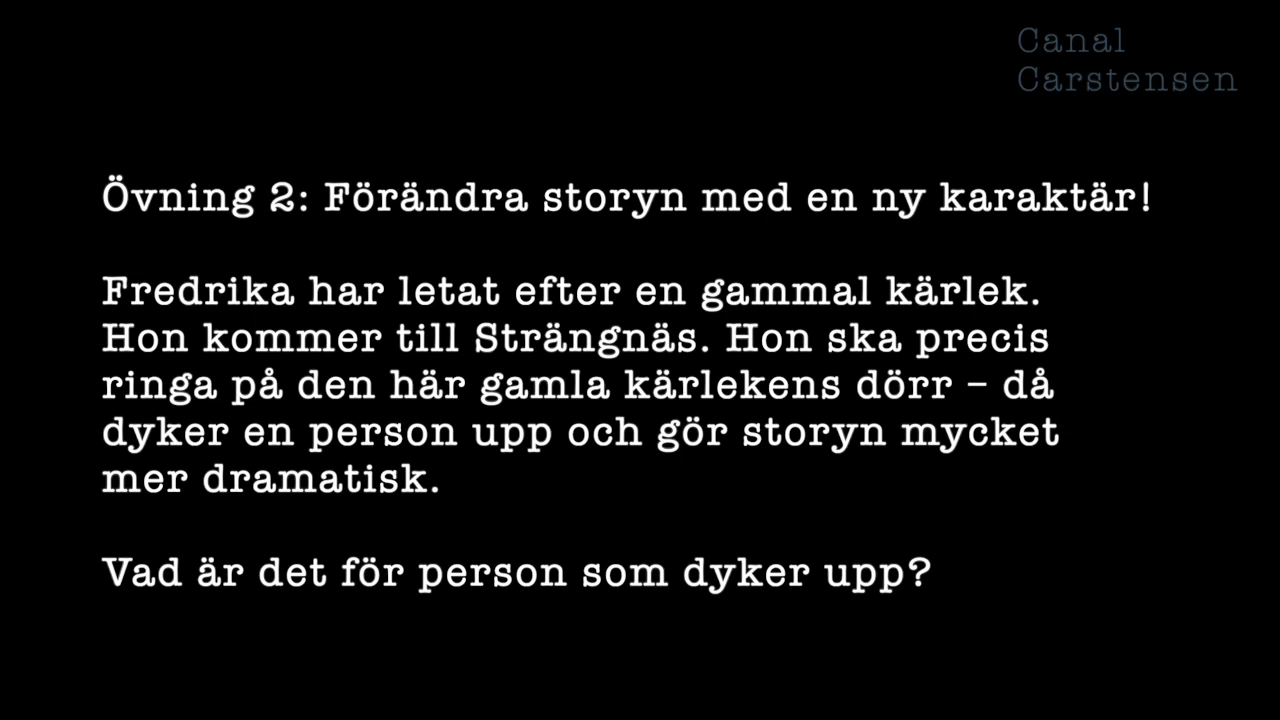 Canal
Carstensen
Övning 2: Förändra storyn med en ny karaktär!
Fredrika har letat efter en gammal kärlek.
Hon kommer till Strängnäs. Hon ska precis
ringa på den här gamla kärlekens dörr – då
dyker en person upp och gör storyn mycket
mer dramatisk.
Vad är det för person som dyker upp?